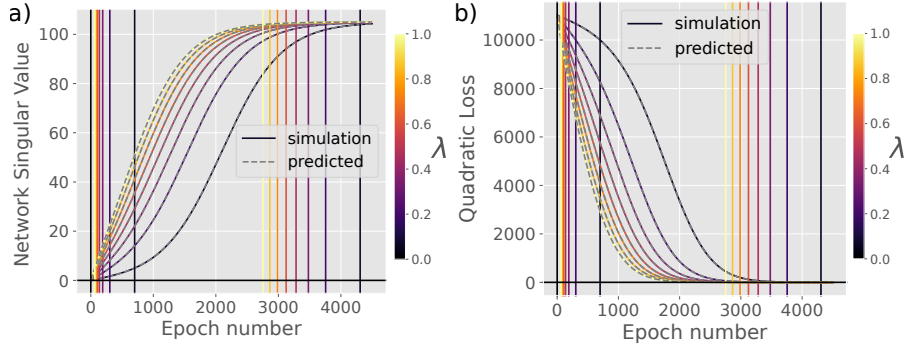 a)
Network Singular Value
100
80
60
40
20
0
0 1000 2000 3000 4000
Epoch number
simulation
predicted
1.0
0.8
0.6
0.4
0.2
0.0
λ
b)
Quadratic Loss
10000
8000
6000
4000
2000
0
0 1000 2000 3000 4000
Epoch number
simulation
predicted
1.0
0.8
0.6
0.4
0.2
0.0
λ